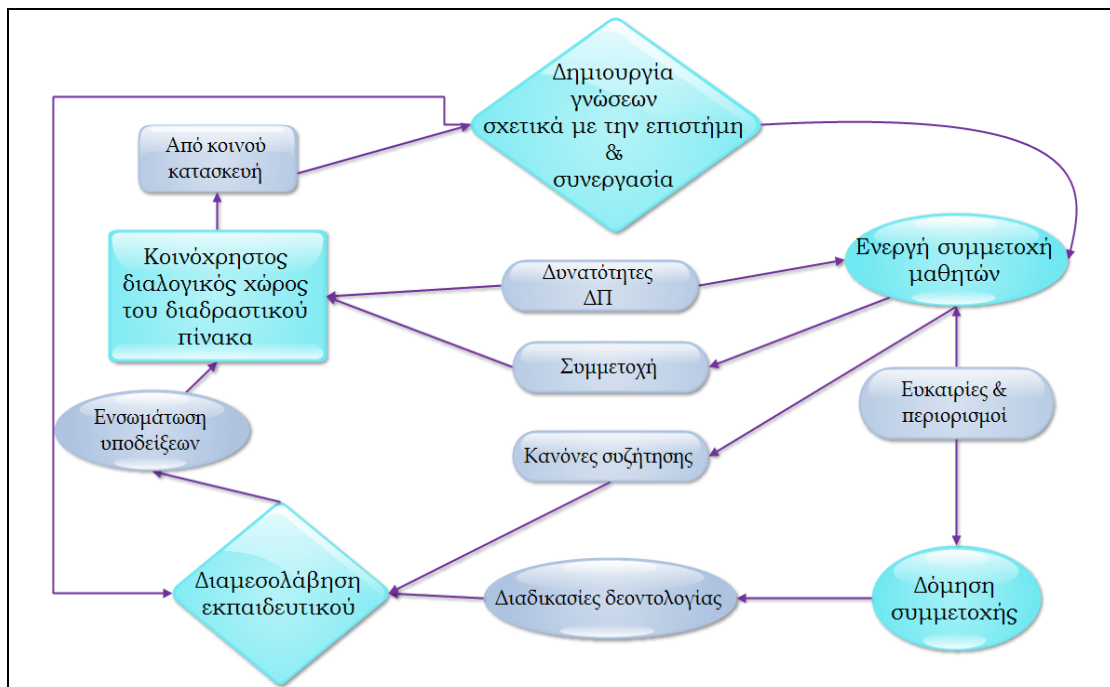 Δημιουργία
γνώσεων
σχετικά με την επιστήμη
&
συνεργασία
Από κοινού
κατασκευή
Κοινόχρηστος
διαλογικός χώρος
του διαδραστικού
πίνακα
Δυνατότητες
ΔΠ
Ενεργή συμμετοχή
μαθητών
Συμμετοχή
Ευκαιρίες &
περιορισμοί
Ενσωμάτωση
υποδείξεων
Κανόνες συζήτησης
Διαμεσολάβηση
εκπαιδευτικού
Διαδικασίες δεοντολογίας
Δόμηση
συμμετοχής